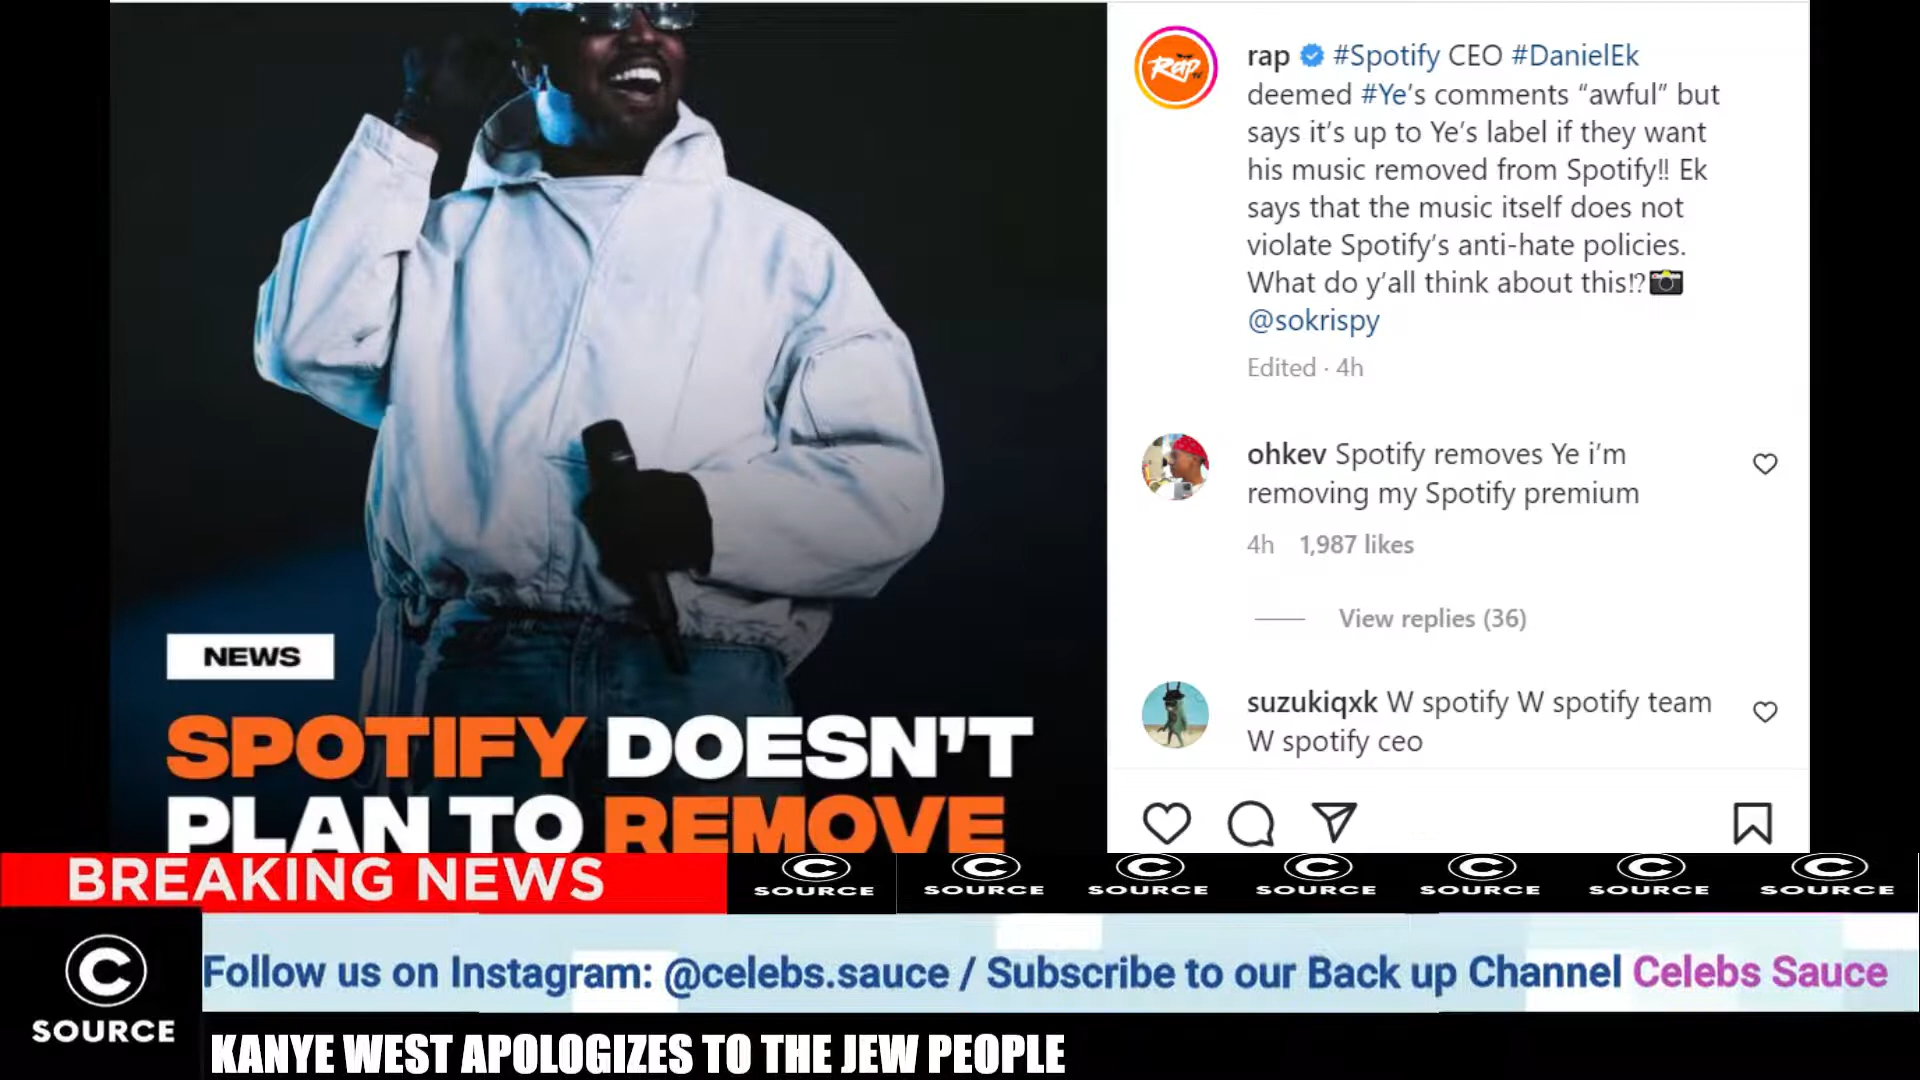 rap #Spotify CEO #DanielEk
deemed #Ye’s comments “awful” but
says it’s up to Ye’s label if they want
his music removed from Spotify‼ Ek
says that the music itself does not
violate Spotify’s anti-hate policies.
What do y’all think about this⁉📸
@sokrispy
Edited · 4h
Rap TV
ohkev Spotify removes Ye i’m
removing my Spotify premium
4h 1,987 likes
View replies (36)
suzukiqxk W spotify W spotify team
W spotify ceo
NEWS
SPOTIFY DOESN’T
PLAN TO REMOVE
BREAKING NEWS
C SOURCE C SOURCE C SOURCE C SOURCE C SOURCE C SOURCE C SOURCE
C SOURCE
Follow us on Instagram: @celebs.sauce / Subscribe to our Back up Channel Celebs Sauce
KANYE WEST APOLOGIZES TO THE JEW PEOPLE